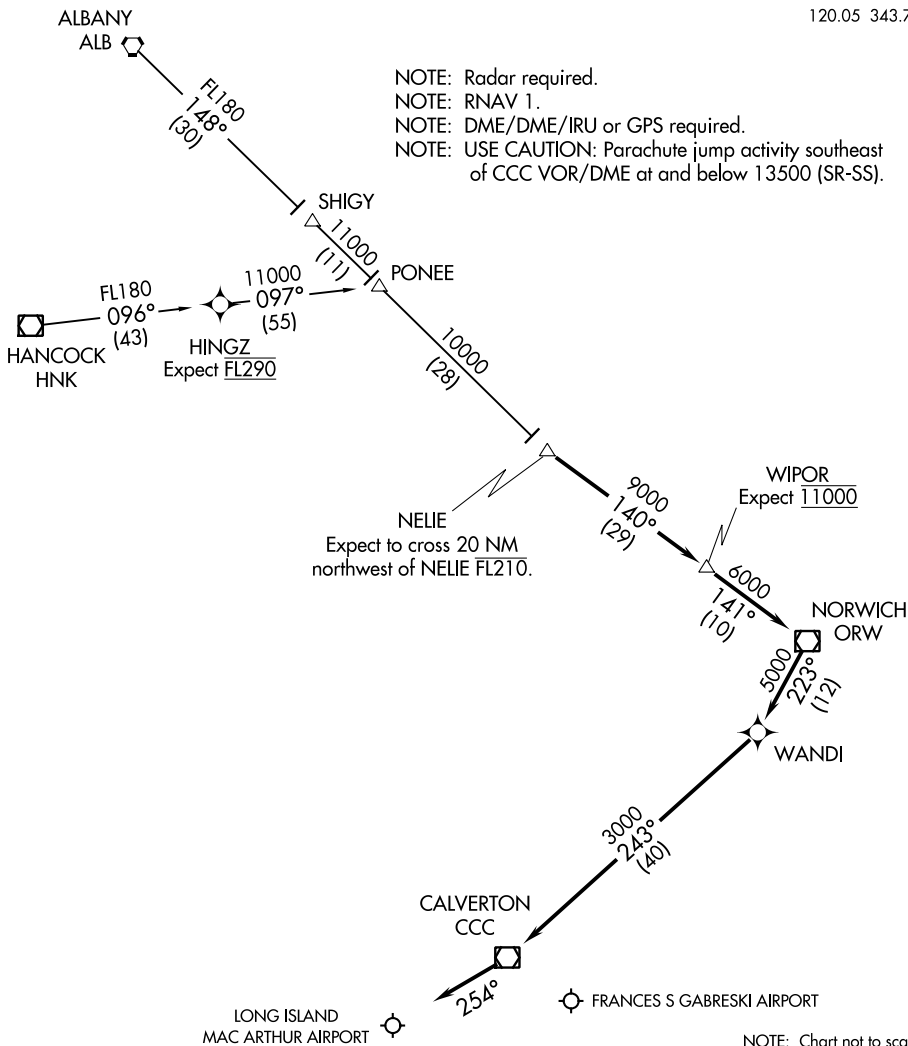 120.05 343.7
ALBANY
ALB
FL180
148°
(30)
NOTE: Radar required.
NOTE: RNAV 1.
NOTE: DME/DME/IRU or GPS required.
NOTE: USE CAUTION: Parachute jump activity southeast
of CCC VOR/DME at and below 13500 (SR-SS).
SHIGY
11000
(11)
PONEE
FL180
096°
(43)
11000
097°
(55)
HANCOCK
HNK
HINGZ
Expect FL290
10000
(28)
NELIE
Expect to cross 20 NM
northwest of NELIE FL210.
9000
140°
(29)
WIPOR
Expect 11000
6000
141°
(10)
NORWICH
ORW
5000
223°
(12)
WANDI
3000
243°
(40)
CALVERTON
CCC
254°
FRANCES S GABRESKI AIRPORT
LONG ISLAND
MAC ARTHUR AIRPORT
NOTE: Chart not to sca